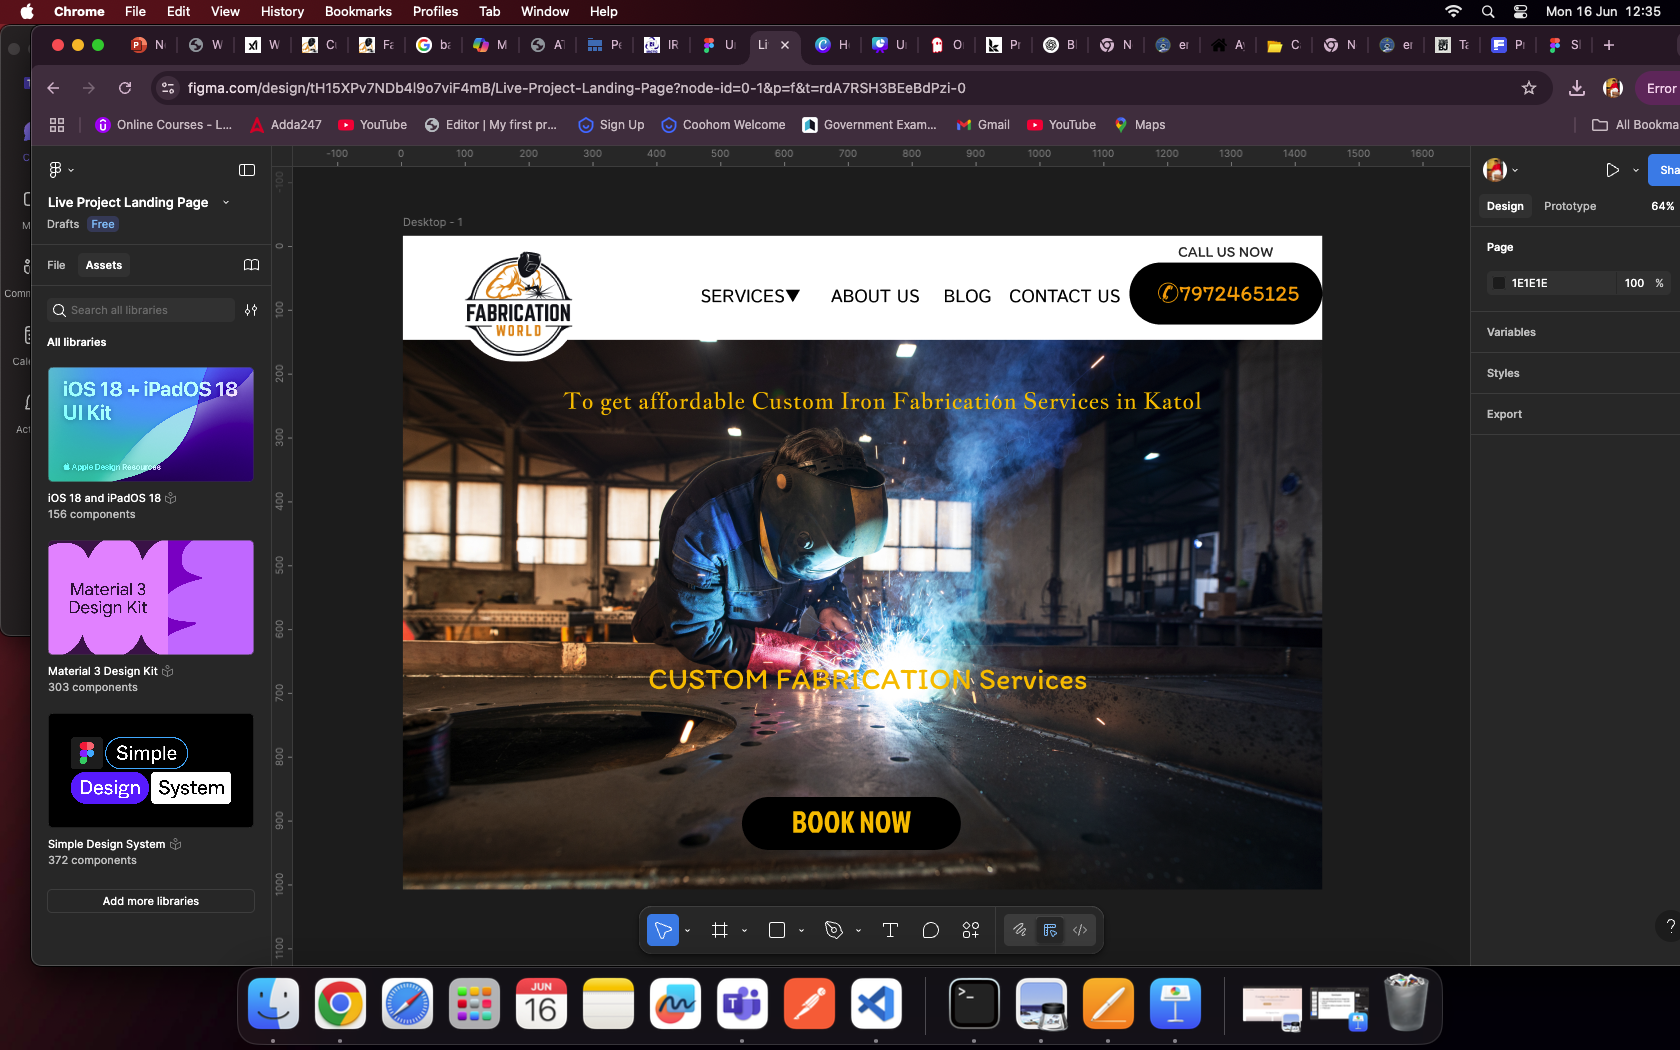 Chrome File Edit View History Bookmarks Profiles Tab Window Help Mon 16 Jun 12:35
figma.com/design/tH15XPv7NDb4l9o7viF4mB/Live-Project-Landing-Page?node-id=0-1&p=f&t=rdA7RSH3BEeBdPzi-0
Error
Online Courses - L... Adda247 YouTube Editor | My first pr... Sign Up Coohom Welcome Government Exam... Gmail YouTube Maps All Bookma
-100 0 100 200 300 400 500 600 700 800 900 1000 1100 1200 1300 1400 1500 1600
Sha
Live Project Landing Page
Drafts Free
Design Prototype 64%
Desktop - 1
File Assets
Page
1E1E1E 100 %
Search all libraries
All libraries
Variables
Styles
Export
iOS 18 + iPadOS 18
UI Kit
Apple Design Resources
iOS 18 and iPadOS 18
156 components
Material 3
Design Kit
Material 3 Design Kit
303 components
Simple
Design System
Simple Design System
372 components
Add more libraries
CALL US NOW
SERVICES▼ ABOUT US BLOG CONTACT US ✆7972465125
FABRICATION
WORLD
To get affordable Custom Iron Fabrication Services in Katol
CUSTOM FABRICATION Services
BOOK NOW
JUN
16